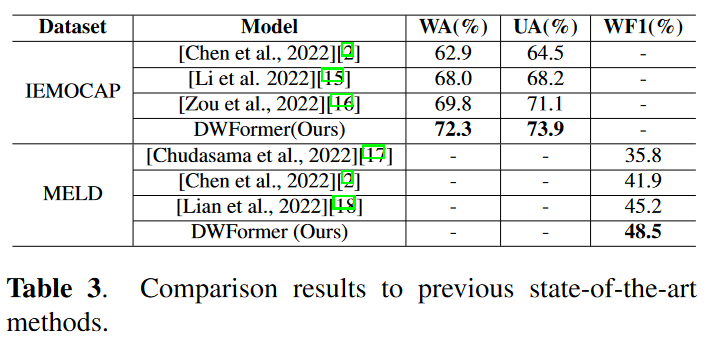 Dataset Model WA(%) UA(%) WF1(%)
IEMOCAP
[Chen et al., 2022][2] 62.9 64.5 -
[Li et al. 2022][15] 68.0 68.2 -
[Zou et al., 2022][16] 69.8 71.1 -
DWFormer(Ours) 72.3 73.9 -
MELD
[Chudasama et al., 2022][17] - - 35.8
[Chen et al., 2022][2] - - 41.9
[Lian et al., 2022][18] - - 45.2
DWFormer (Ours) - - 48.5
Table 3. Comparison results to previous state-of-the-art
methods.